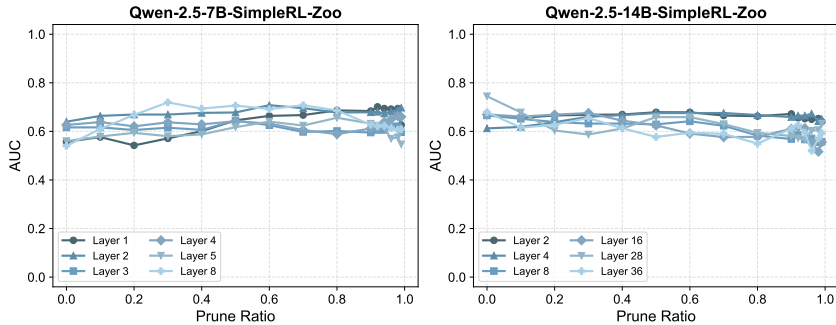 Qwen-2.5-7B-SimpleRL-Zoo
1.0
0.8
0.6
0.4
0.2
0.0
AUC
Layer 1
Layer 2
Layer 3
Layer 4
Layer 5
Layer 8
0.0 0.2 0.4 0.6 0.8 1.0
Prune Ratio
Qwen-2.5-14B-SimpleRL-Zoo
1.0
0.8
0.6
0.4
0.2
0.0
AUC
Layer 2
Layer 4
Layer 8
Layer 16
Layer 28
Layer 36
0.0 0.2 0.4 0.6 0.8 1.0
Prune Ratio